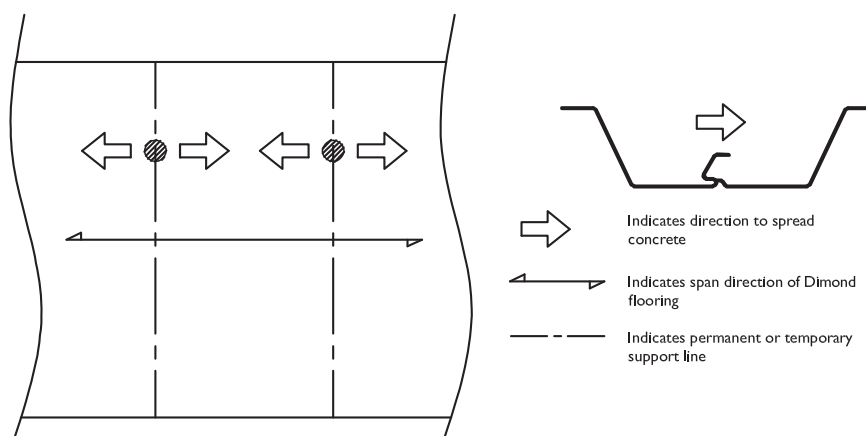 Indicates direction to spread
concrete
Indicates span direction of Dimond
flooring
Indicates permanent or temporary
support line